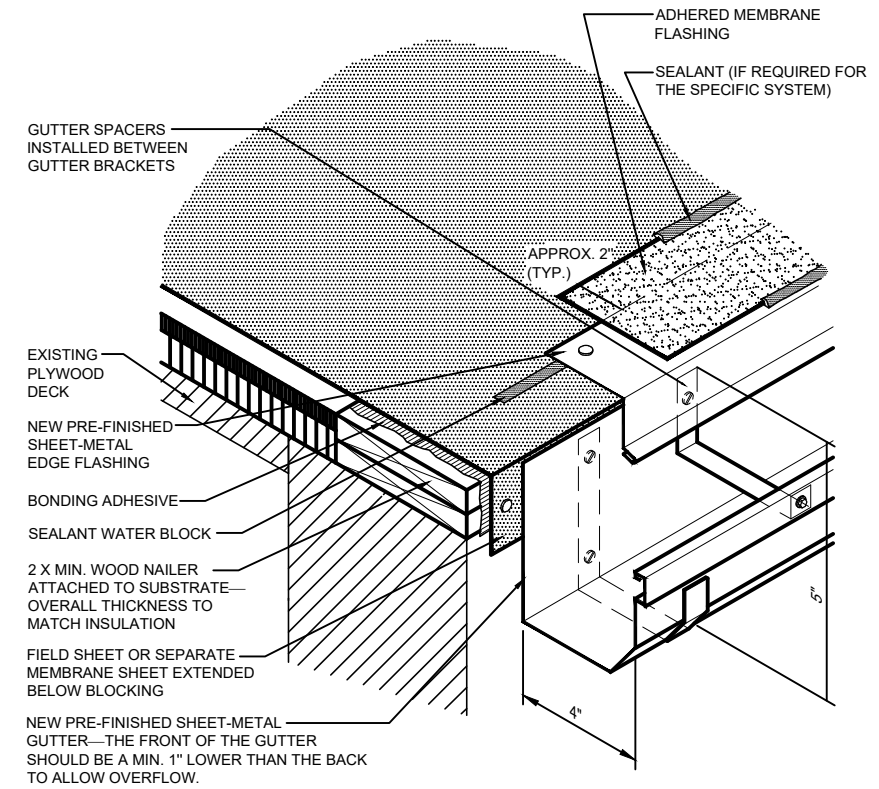 ADHERED MEMBRANE
FLASHING
SEALANT (IF REQUIRED FOR
THE SPECIFIC SYSTEM)
GUTTER SPACERS
INSTALLED BETWEEN
GUTTER BRACKETS
APPROX. 2"
(TYP.)
EXISTING
PLYWOOD
DECK
NEW PRE-FINISHED
SHEET-METAL
EDGE FLASHING
BONDING ADHESIVE
SEALANT WATER BLOCK
2 X MIN. WOOD NAILER
ATTACHED TO SUBSTRATE—
OVERALL THICKNESS TO
MATCH INSULATION
FIELD SHEET OR SEPARATE
MEMBRANE SHEET EXTENDED
BELOW BLOCKING
NEW PRE-FINISHED SHEET-METAL
GUTTER—THE FRONT OF THE GUTTER
SHOULD BE A MIN. 1" LOWER THAN THE BACK
TO ALLOW OVERFLOW.
4"
5"